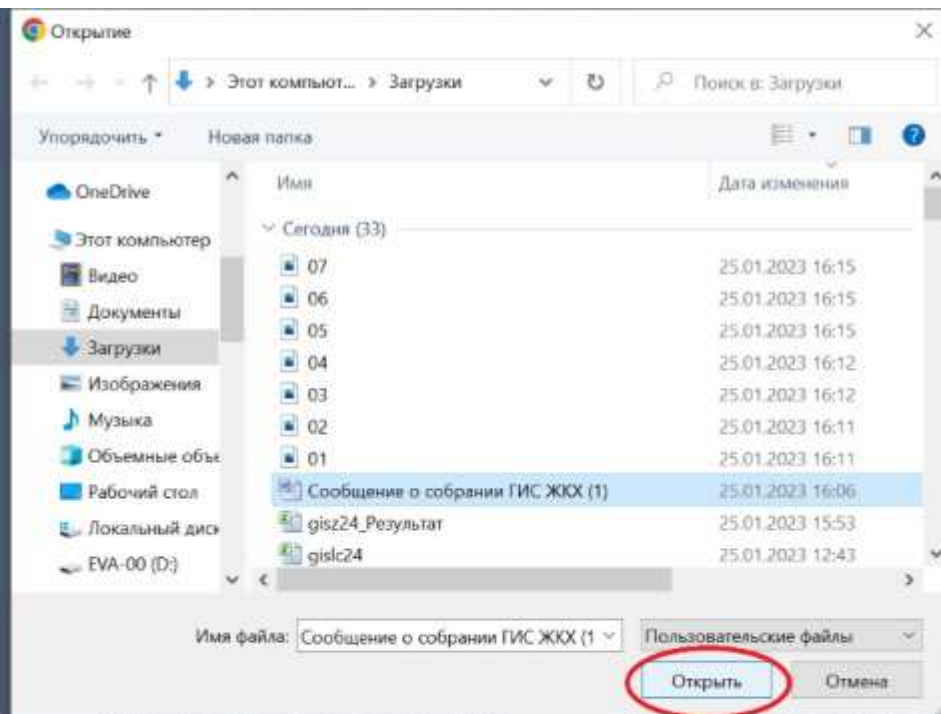 Открытие
Этот компьют... > Загрузки
Поиск в: Загрузки
Упорядочить
Новая папка
OneDrive
Этот компьютер
Видео
Документы
Загрузки
Изображения
Музыка
Объемные объе
Рабочий стол
Локальный диск
EVA-00 (D:)
Имя
Дата изменения
Сегодня (33)
07 25.01.2023 16:15
06 25.01.2023 16:15
05 25.01.2023 16:15
04 25.01.2023 16:12
03 25.01.2023 16:12
02 25.01.2023 16:11
01 25.01.2023 16:11
Сообщение о собрании ГИС ЖКХ (1) 25.01.2023 16:06
gisz24_Результат 25.01.2023 15:53
gislc24 25.01.2023 12:43
Имя файла: Сообщение о собрании ГИС ЖКХ (1
Пользовательские файлы
Открыть
Отмена